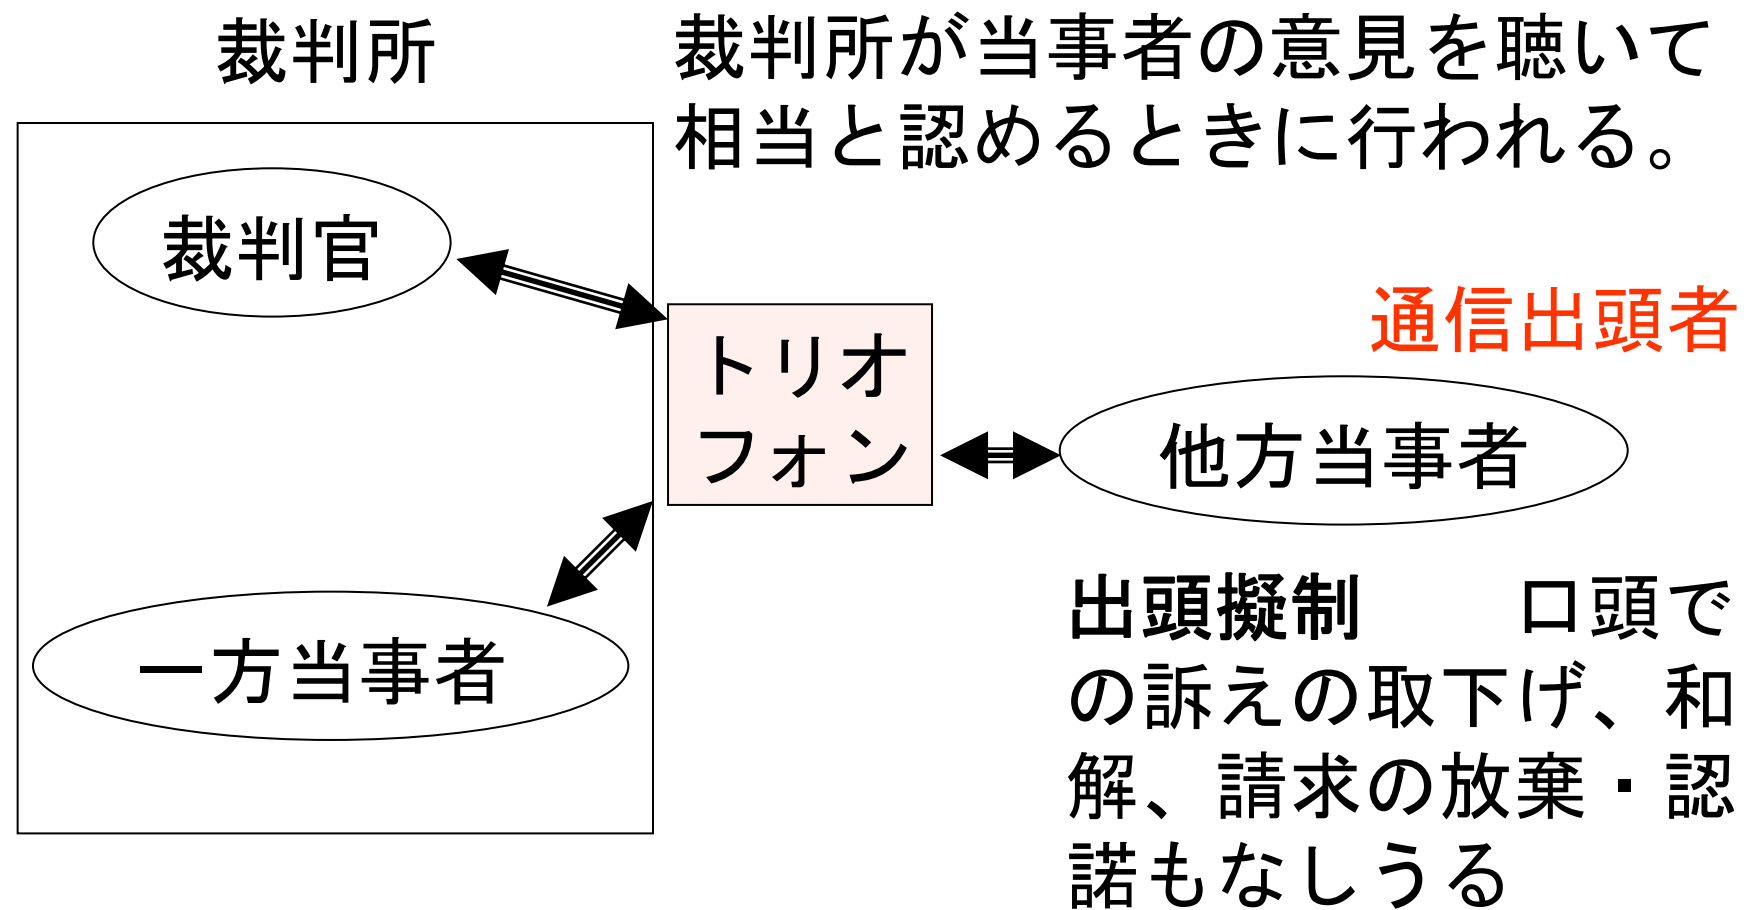 裁判所
裁判所が当事者の意見を聴いて
相当と認めるときに行われる。
裁判官
通信出頭者
トリオ
フォン
他方当事者
一方当事者
出頭擬制　　口頭で
の訴えの取下げ、和
解、請求の放棄・認
諾もなしうる